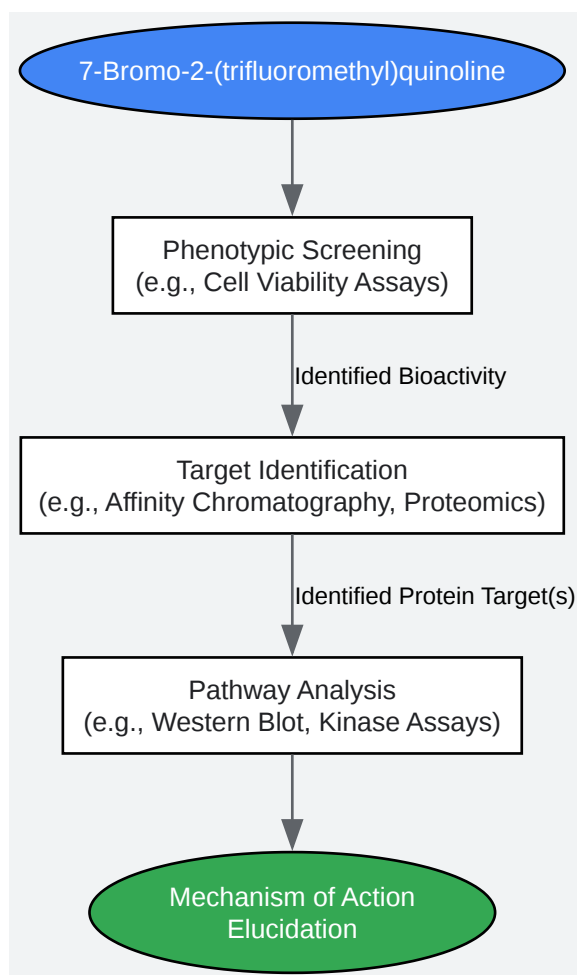 7-Bromo-2-(trifluoromethyl)quinoline
Phenotypic Screening
(e.g., Cell Viability Assays)
Identified Bioactivity
Target Identification
(e.g., Affinity Chromatography, Proteomics)
Identified Protein Target(s)
Pathway Analysis
(e.g., Western Blot, Kinase Assays)
Mechanism of Action
Elucidation